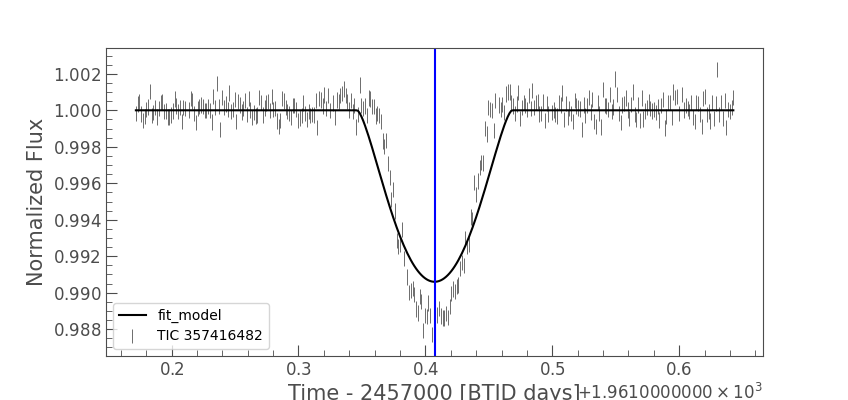 1.002
1.000
0.998
0.996
0.994
0.992
0.990
0.988
Normalized Flux
fit_model
TIC 357416482
0.2 0.3 0.4 0.5 0.6
Time - 2457000 [BTJD days]
+1.9610000000 × 10³